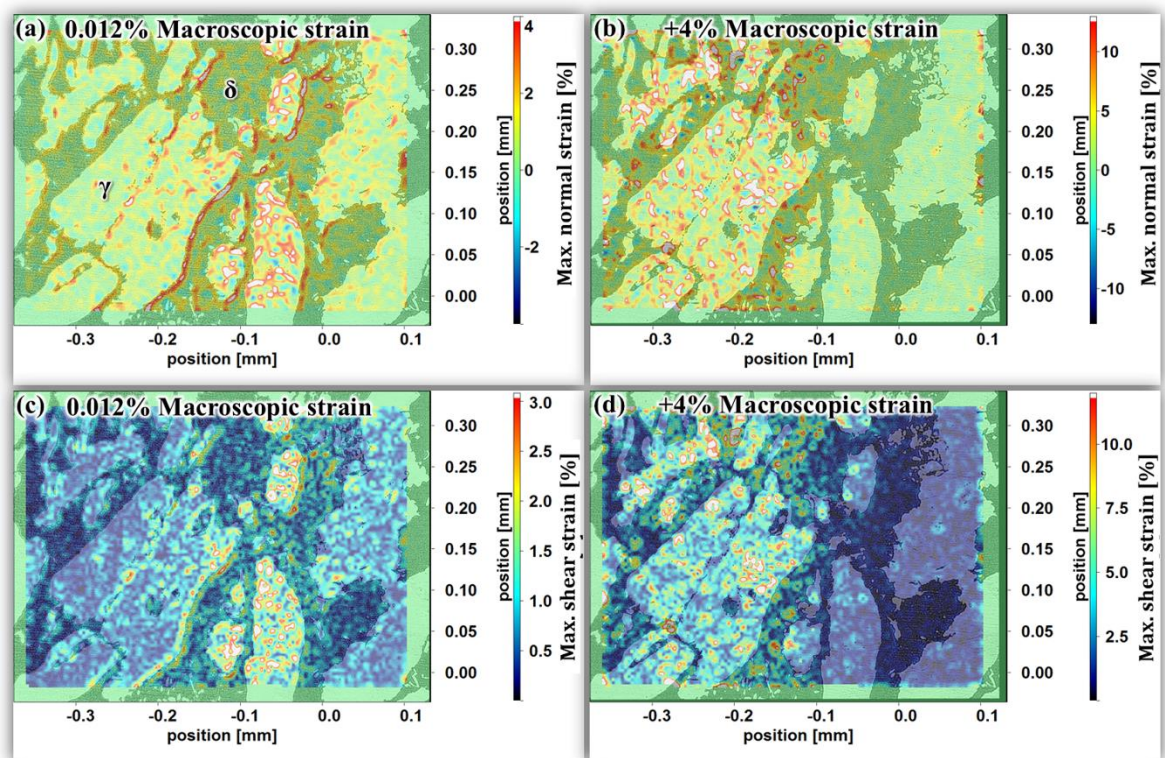 (a) 0.012% Macroscopic strain
δ
γ
4
2
0
-2
Max. normal strain [%]
0.30
0.25
0.20
0.15
0.10
0.05
0.00
position [mm]
-0.3 -0.2 -0.1 0.0 0.1
position [mm]
(b) +4% Macroscopic strain
10
5
0
-5
-10
Max. normal strain [%]
0.30
0.25
0.20
0.15
0.10
0.05
0.00
position [mm]
-0.3 -0.2 -0.1 0.0 0.1
position [mm]
(c) 0.012% Macroscopic strain
3.0
2.5
2.0
1.5
1.0
0.5
Max. shear strain [%]
0.30
0.25
0.20
0.15
0.10
0.05
0.00
position [mm]
-0.3 -0.2 -0.1 0.0 0.1
position [mm]
(d) +4% Macroscopic strain
10.0
7.5
5.0
2.5
Max. shear strain [%]
0.30
0.25
0.20
0.15
0.10
0.05
0.00
position [mm]
-0.3 -0.2 -0.1 0.0 0.1
position [mm]